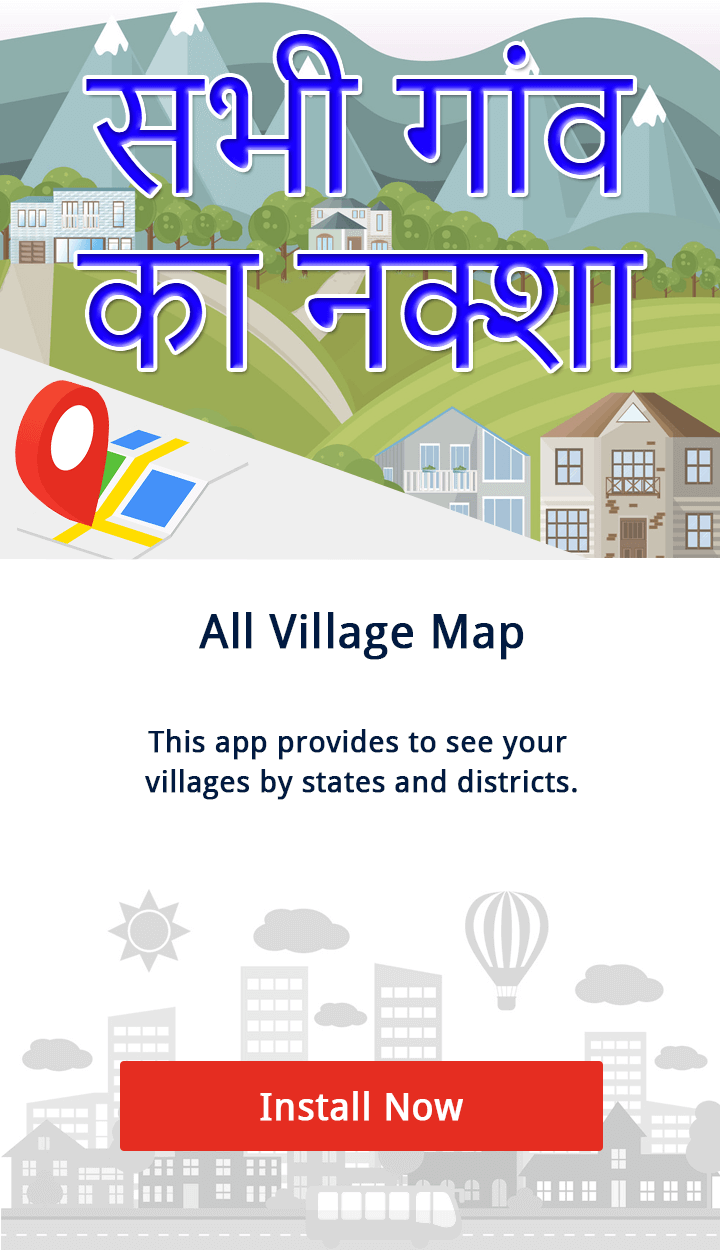 सभी गांव
का नक्शा
All Village Map
This app provides to see your
villages by states and districts.
Install Now